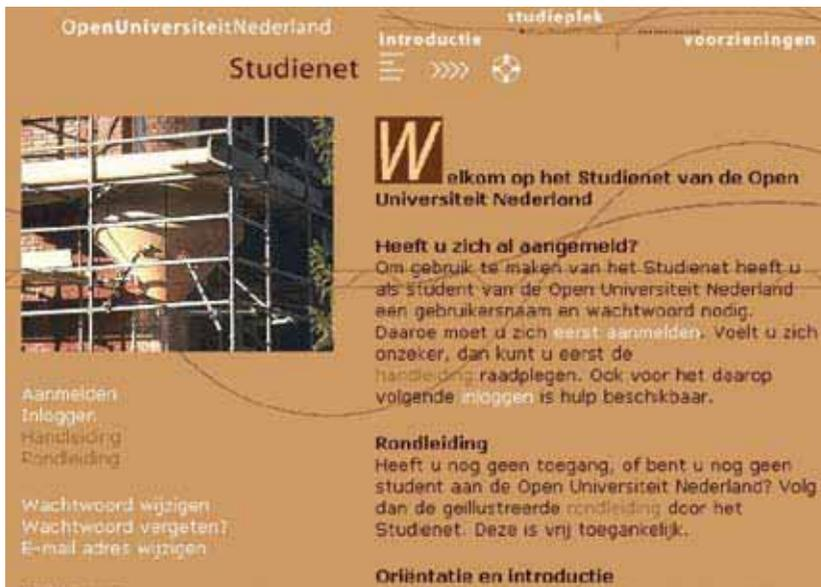 OpenUniversiteitNederland
Studienet
studieplek
introductie
voorzieningen
Welkom op het Studienet van de Open
Universiteit Nederland
Heeft u zich al aangemeld?
Om gebruik te maken van het Studienet heeft u
als student van de Open Universiteit Nederland
een gebruikersnaam en wachtwoord nodig.
Daaroe moet u zich eerst aanmelden. Voelt u zich
onzeker, dan kunt u eerst de
handleiding raadplegen. Ook voor het daarop
volgende inloggen is hulp beschikbaar.
Rondleiding
Heeft u nog geen toegang, of bent u nog geen
student aan de Open Universiteit Nederland? Volg
dan de geillustreerde rondleiding door het
Studienet. Deze is vrij toegankelijk.
Oriëntatie en introductie
Aanmelden
Inloggen
Handleiding
Rondleiding
Wachtwoord wijzigen
Wachtwoord vergeten?
E-mail adres wijzigen